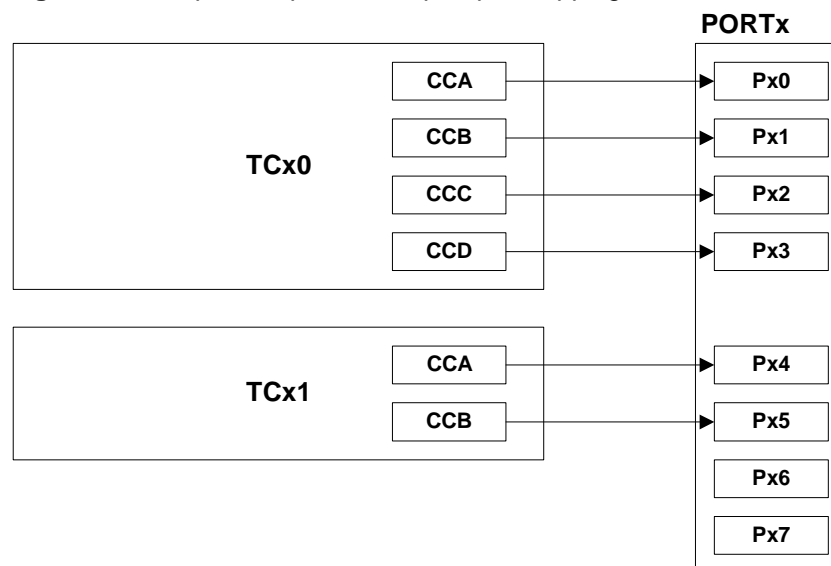 PORTx
CCA
Px0
CCB
Px1
TCx0
CCC
Px2
CCD
Px3
CCA
Px4
TCx1
CCB
Px5
Px6
Px7